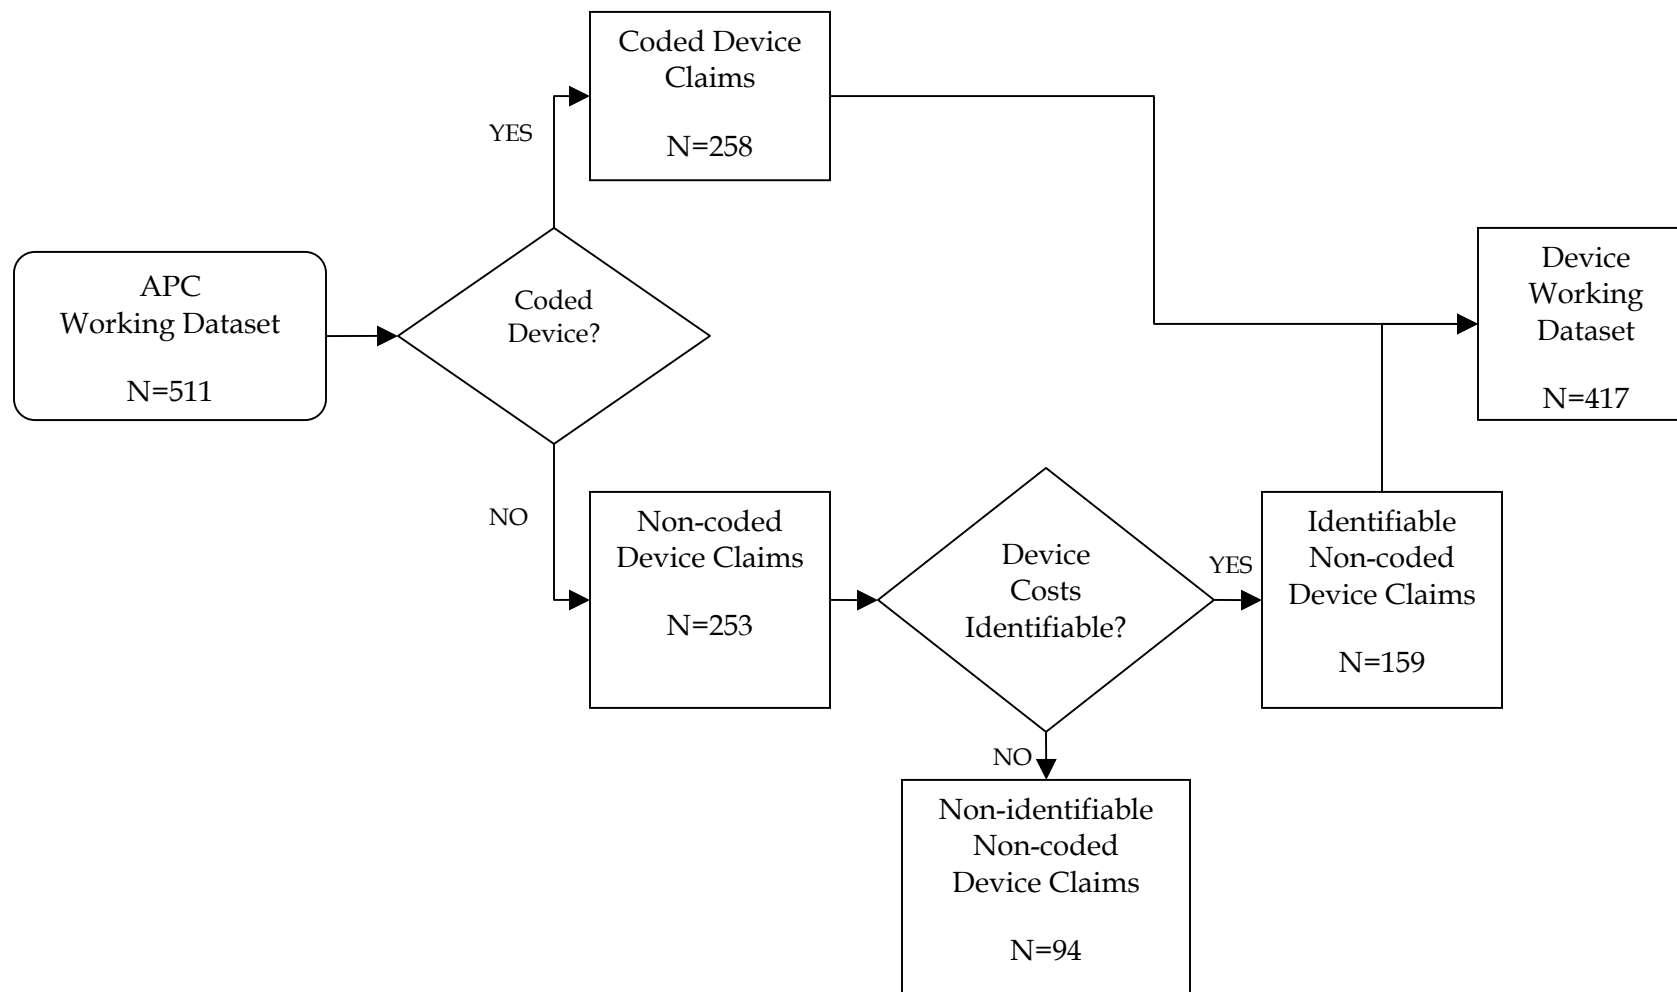 Coded Device
Claims
N=258
YES
APC
Working Dataset
N=511
Coded
Device?
Device
Working
Dataset
N=417
NO
Non-coded
Device Claims
N=253
Device
Costs
Identifiable?
YES
Identifiable
Non-coded
Device Claims
N=159
NO
Non-identifiable
Non-coded
Device Claims
N=94